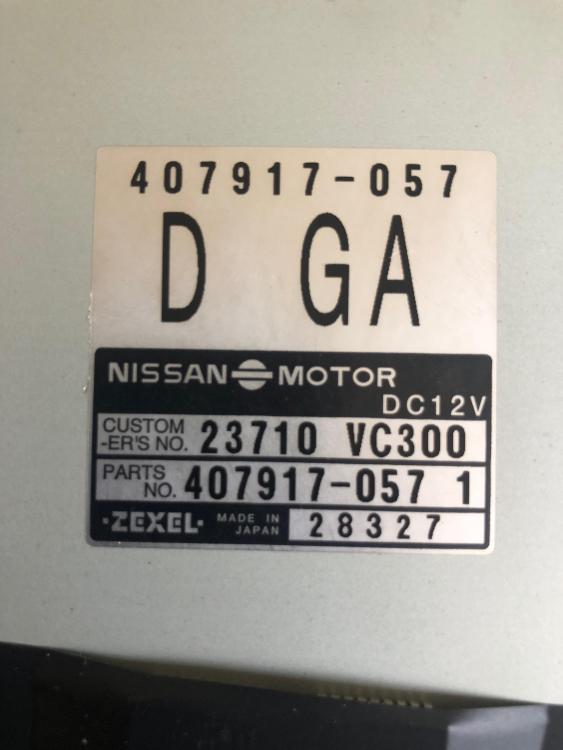 407917-057
D GA
NISSAN MOTOR
DC12V
CUSTOM
-ER'S NO. 23710 VC300
PARTS
NO. 407917-057 1
·ZEXEL· MADE IN
JAPAN 28327